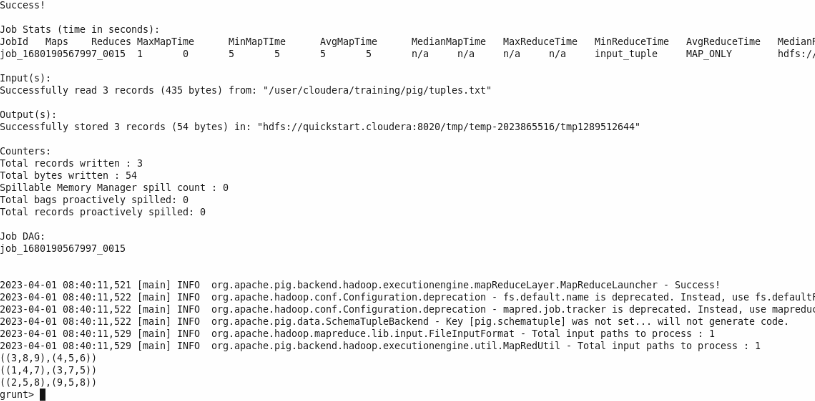 Success!
Job Stats (time in seconds):
JobId Maps Reduces MaxMapTime MinMapTIme AvgMapTime MedianMapTime MaxReduceTime MinReduceTime AvgReduceTime
job_1680190567997_0015 1 0 5 5 5 5 n/a n/a n/a n/a input_tuple MAP_ONLY hdfs:/
Input(s):
Successfully read 3 records (435 bytes) from: "/user/cloudera/training/pig/tuples.txt"
Output(s):
Successfully stored 3 records (54 bytes) in: "hdfs://quickstart.cloudera:8020/tmp/temp-2023865516/tmp1289512644"
Counters:
Total records written : 3
Total bytes written : 54
Spillable Memory Manager spill count : 0
Total bags proactively spilled: 0
Total records proactively spilled: 0
Job DAG:
job_1680190567997_0015
2023-04-01 08:40:11,521 [main] INFO org.apache.pig.backend.hadoop.executionengine.mapReduceLayer.MapReduceLauncher - Success!
2023-04-01 08:40:11,522 [main] INFO org.apache.hadoop.conf.Configuration.deprecation - fs.default.name is deprecated. Instead, use fs.defaultF
2023-04-01 08:40:11,522 [main] INFO org.apache.hadoop.conf.Configuration.deprecation - mapred.job.tracker is deprecated. Instead, use mapreduc
2023-04-01 08:40:11,522 [main] INFO org.apache.pig.data.SchemaTupleBackend - Key [pig.schematuple] was not set... will not generate code.
2023-04-01 08:40:11,529 [main] INFO org.apache.hadoop.mapreduce.lib.input.FileInputFormat - Total input paths to process : 1
2023-04-01 08:40:11,529 [main] INFO org.apache.pig.backend.hadoop.executionengine.util.MapRedUtil - Total input paths to process : 1
((3,8,9),(4,5,6))
((1,4,7),(3,7,5))
((2,5,8),(9,5,8))
grunt>